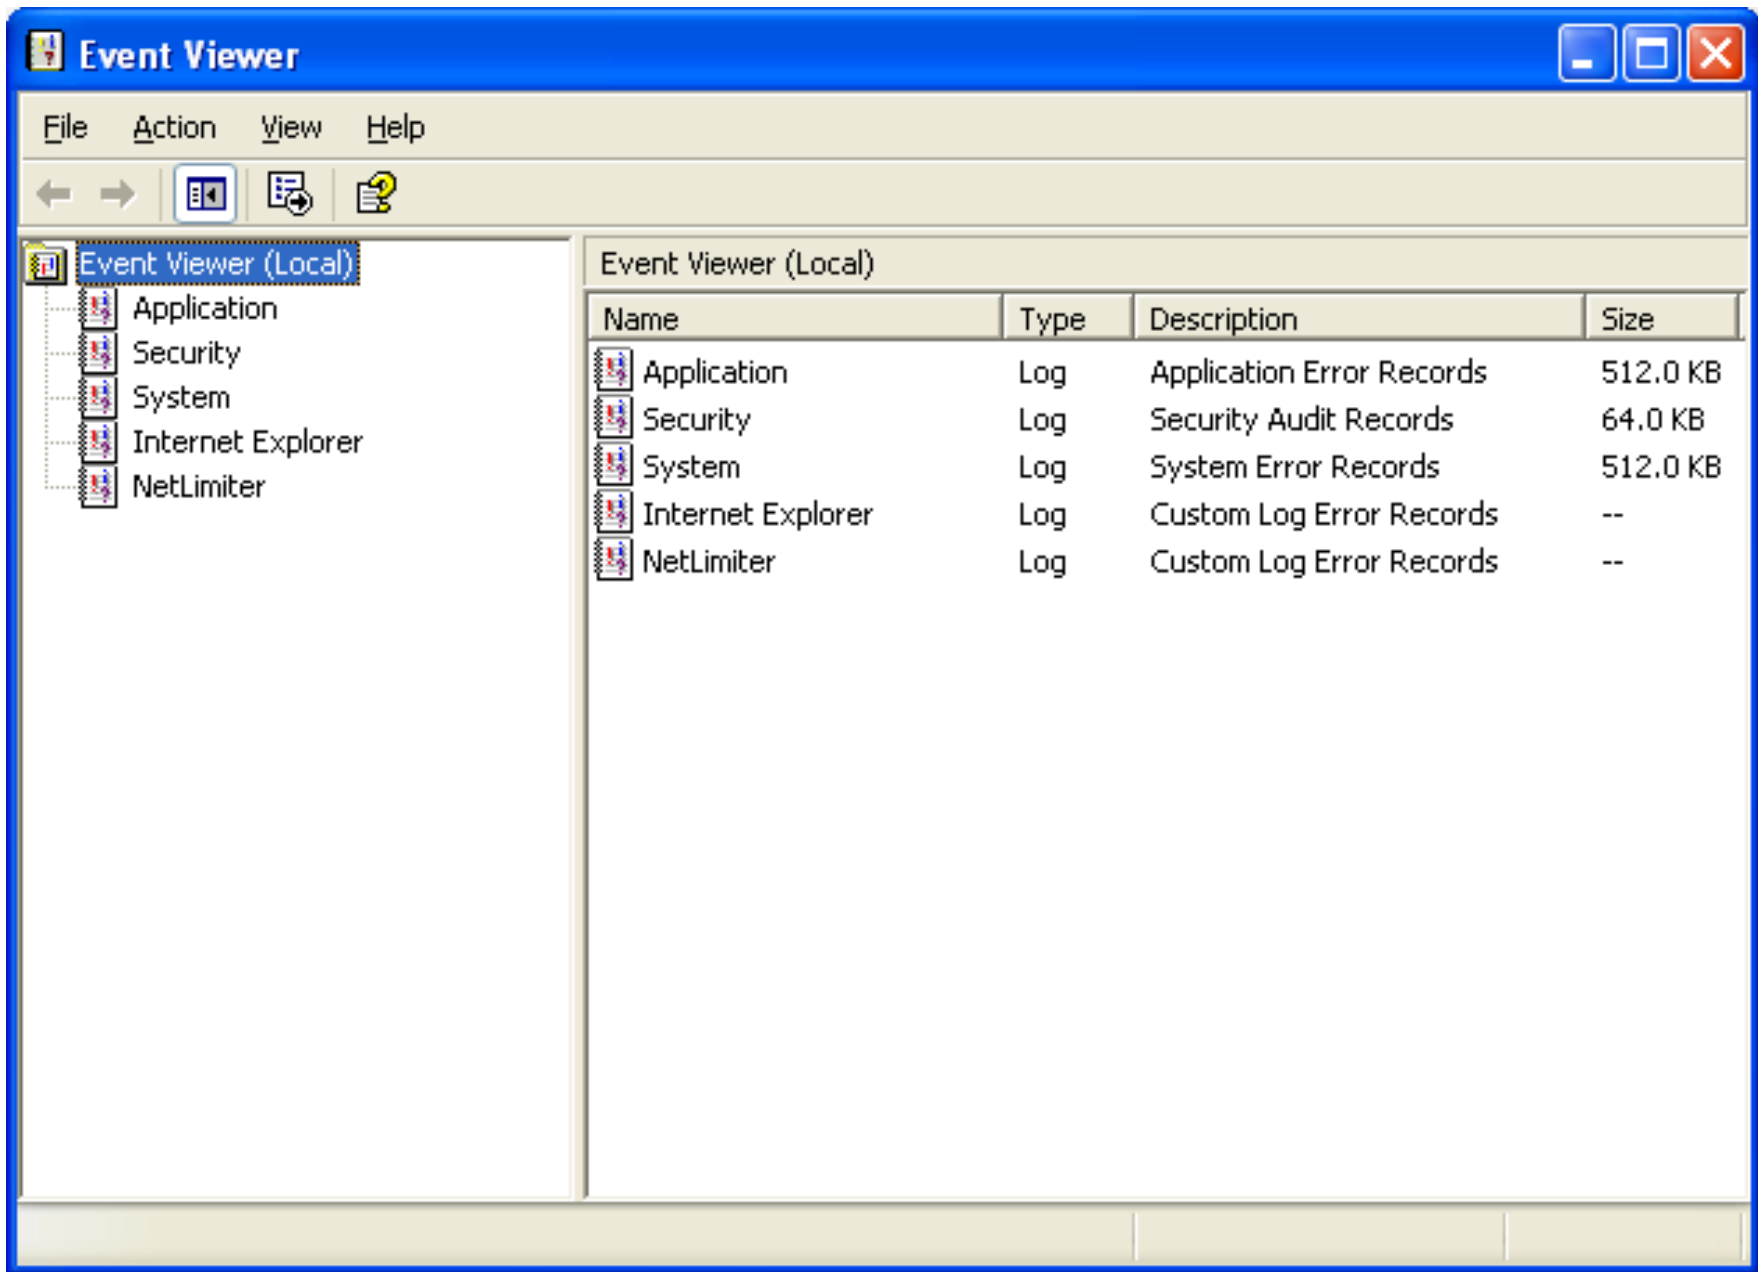 Event Viewer
File Action View Help
Event Viewer (Local)
Application
Security
System
Internet Explorer
NetLimiter
Event Viewer (Local)
Name Type Description Size
Application Log Application Error Records 512.0 KB
Security Log Security Audit Records 64.0 KB
System Log System Error Records 512.0 KB
Internet Explorer Log Custom Log Error Records --
NetLimiter Log Custom Log Error Records --